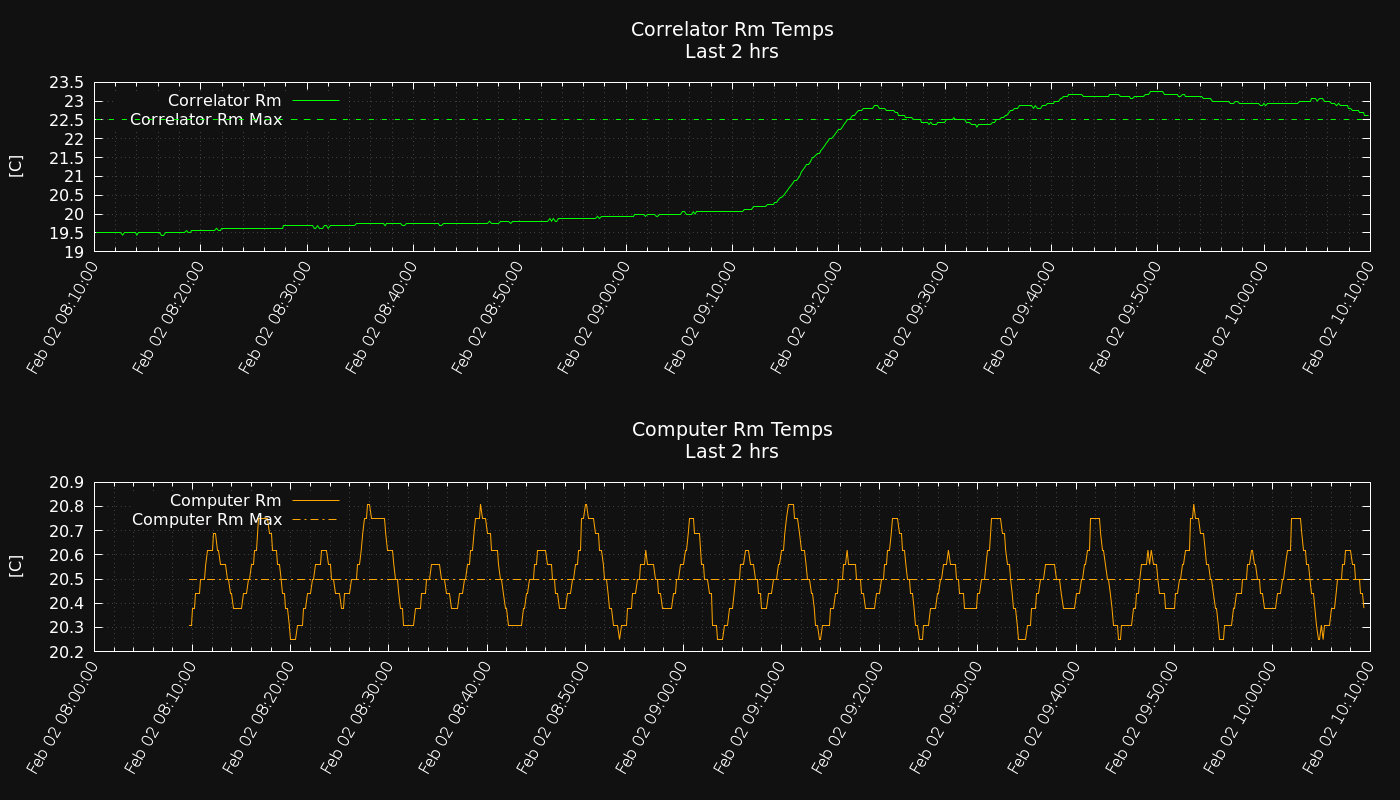 Correlator Rm Temps
Last 2 hrs
23.5
23
22.5
22
21.5
21
20.5
20
19.5
19
[C]
Correlator Rm
Correlator Rm Max
Feb 02 08:10:00
Feb 02 08:20:00
Feb 02 08:30:00
Feb 02 08:40:00
Feb 02 08:50:00
Feb 02 09:00:00
Feb 02 09:10:00
Feb 02 09:20:00
Feb 02 09:30:00
Feb 02 09:40:00
Feb 02 09:50:00
Feb 02 10:00:00
Feb 02 10:10:00
Computer Rm Temps
Last 2 hrs
20.9
20.8
20.7
20.6
20.5
20.4
20.3
20.2
[C]
Computer Rm
Computer Rm Max
Feb 02 08:00:00
Feb 02 08:10:00
Feb 02 08:20:00
Feb 02 08:30:00
Feb 02 08:40:00
Feb 02 08:50:00
Feb 02 09:00:00
Feb 02 09:10:00
Feb 02 09:20:00
Feb 02 09:30:00
Feb 02 09:40:00
Feb 02 09:50:00
Feb 02 10:00:00
Feb 02 10:10:00